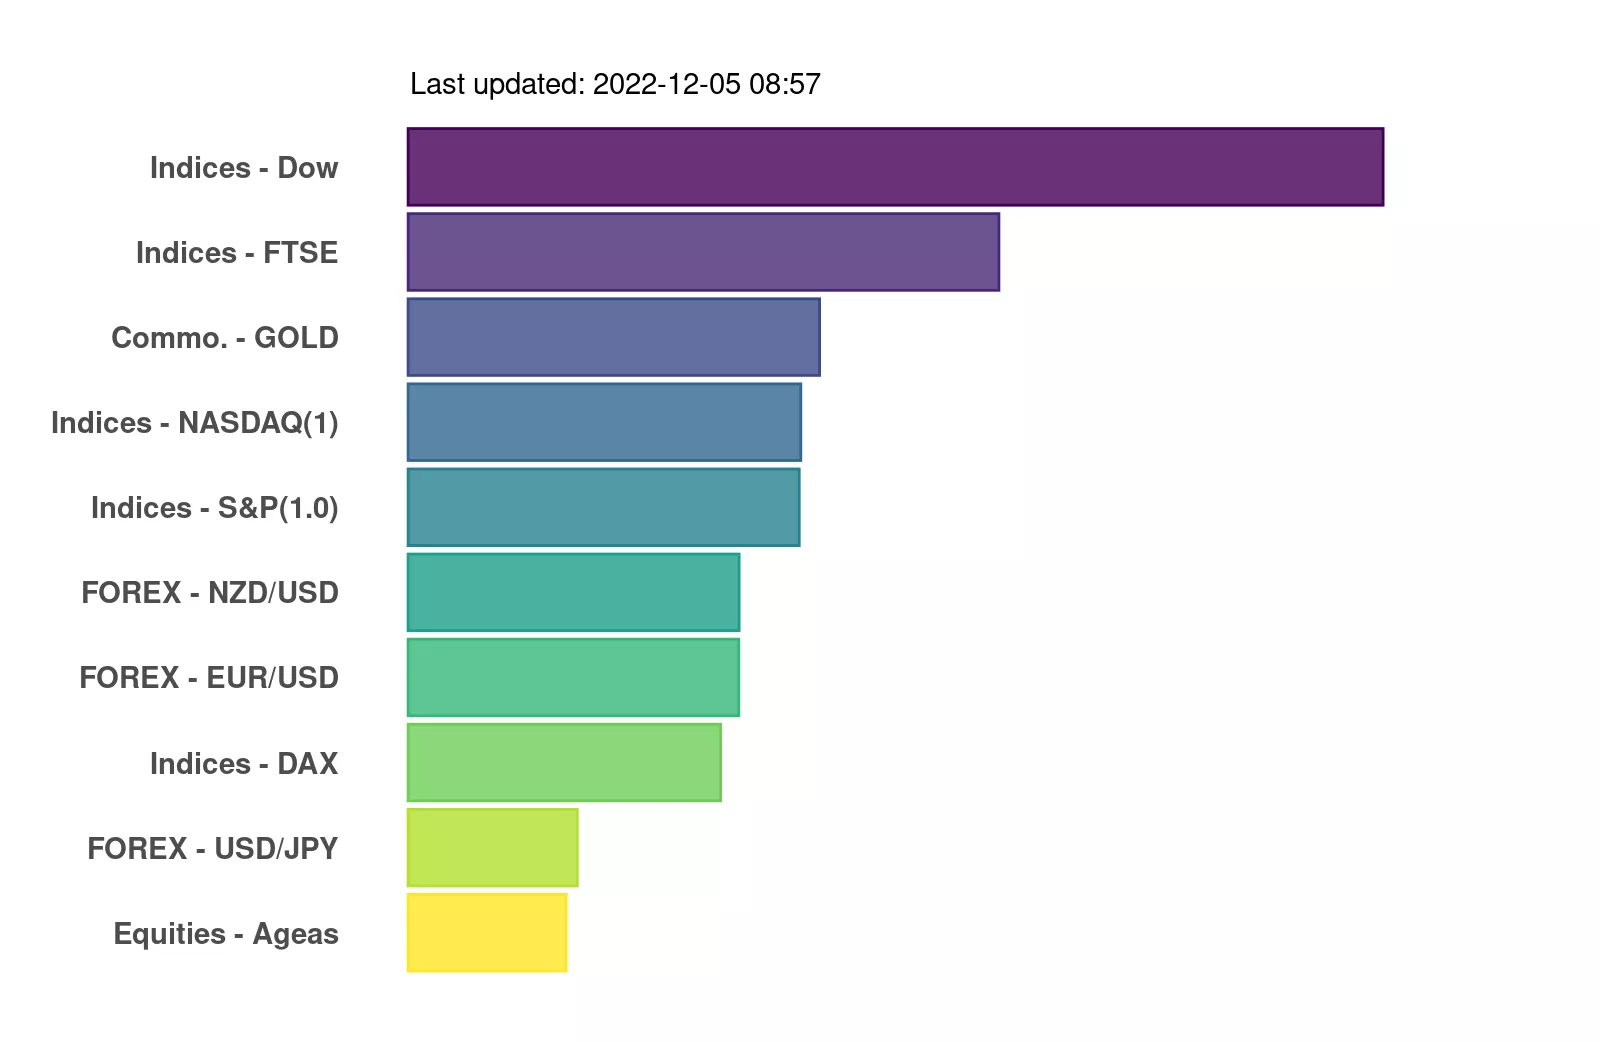 Last updated: 2022-12-05 08:57
Indices - Dow
Indices - FTSE
Commo. - GOLD
Indices - NASDAQ(1)
Indices - S&P(1.0)
FOREX - NZD/USD
FOREX - EUR/USD
Indices - DAX
FOREX - USD/JPY
Equities - Ageas